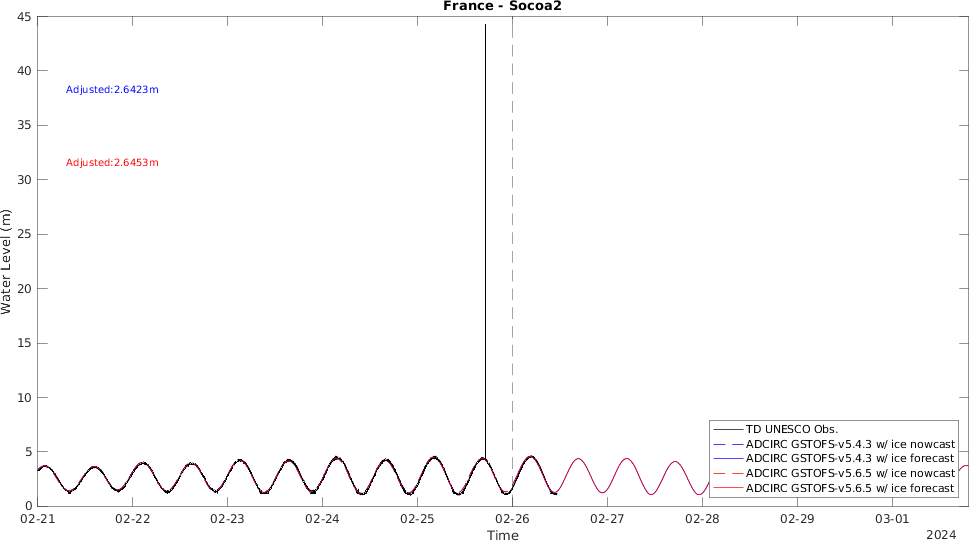 France - Socoa2
45
40
35
30
25
20
15
10
5
0
Water Level (m)
Adjusted:2.6423m
Adjusted:2.6453m
TD UNESCO Obs.
ADCIRC GSTOFS-v5.4.3 w/ ice nowcast
ADCIRC GSTOFS-v5.4.3 w/ ice forecast
ADCIRC GSTOFS-v5.6.5 w/ ice nowcast
ADCIRC GSTOFS-v5.6.5 w/ ice forecast
02-21 02-22 02-23 02-24 02-25 02-26 02-27 02-28 02-29 03-01
Time
2024